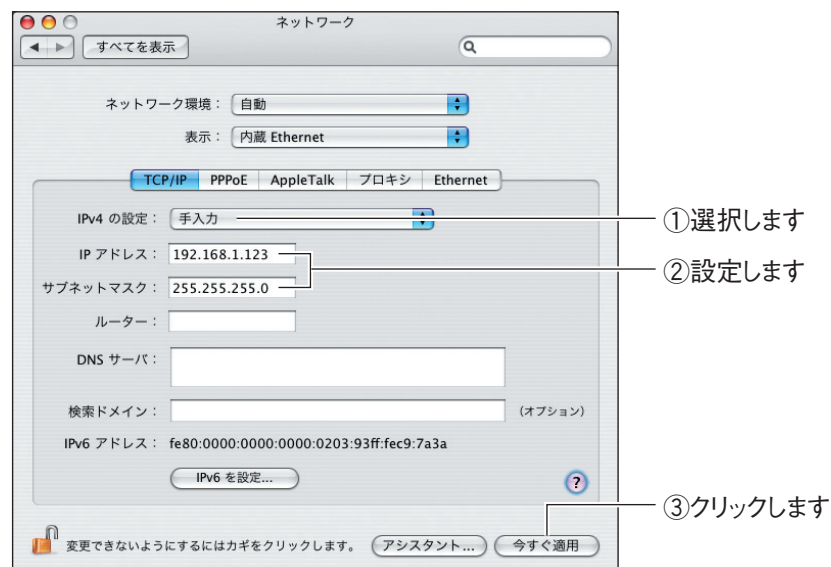 ネットワーク
すべてを表示
ネットワーク環境： 自動
表示： 内蔵 Ethernet
TCP/IP PPPoE AppleTalk プロキシ Ethernet
IPv4 の設定： 手入力
①選択します
IP アドレス： 192.168.1.123
②設定します
サブネットマスク： 255.255.255.0
ルーター：
DNS サーバ：
検索ドメイン： (オプション)
IPv6 アドレス： fe80:0000:0000:0000:0203:93ff:fec9:7a3a
IPv6 を設定... ?
③クリックします
変更できないようにするにはカギをクリックします。 アシスタント... 今すぐ適用